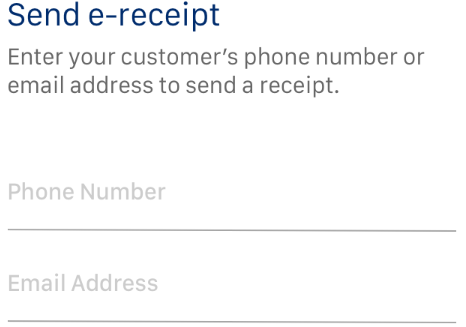 Send e-receipt
Enter your customer's phone number or
email address to send a receipt.
Phone Number
Email Address